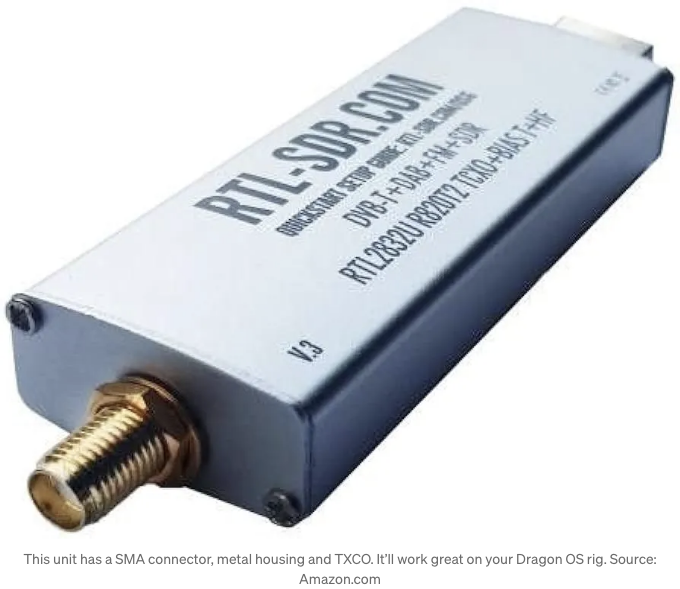 RTL-SDR.COM
QUICKSTART SETUP GUIDE: RTL-SDR.COM/QSG
DVB-T+DAB+FM+SDR
RTL2832U R820T2 TCXO+BIAS T+HF
V.3
This unit has a SMA connector, metal housing and TXCO. It'll work great on your Dragon OS rig. Source:
Amazon.com